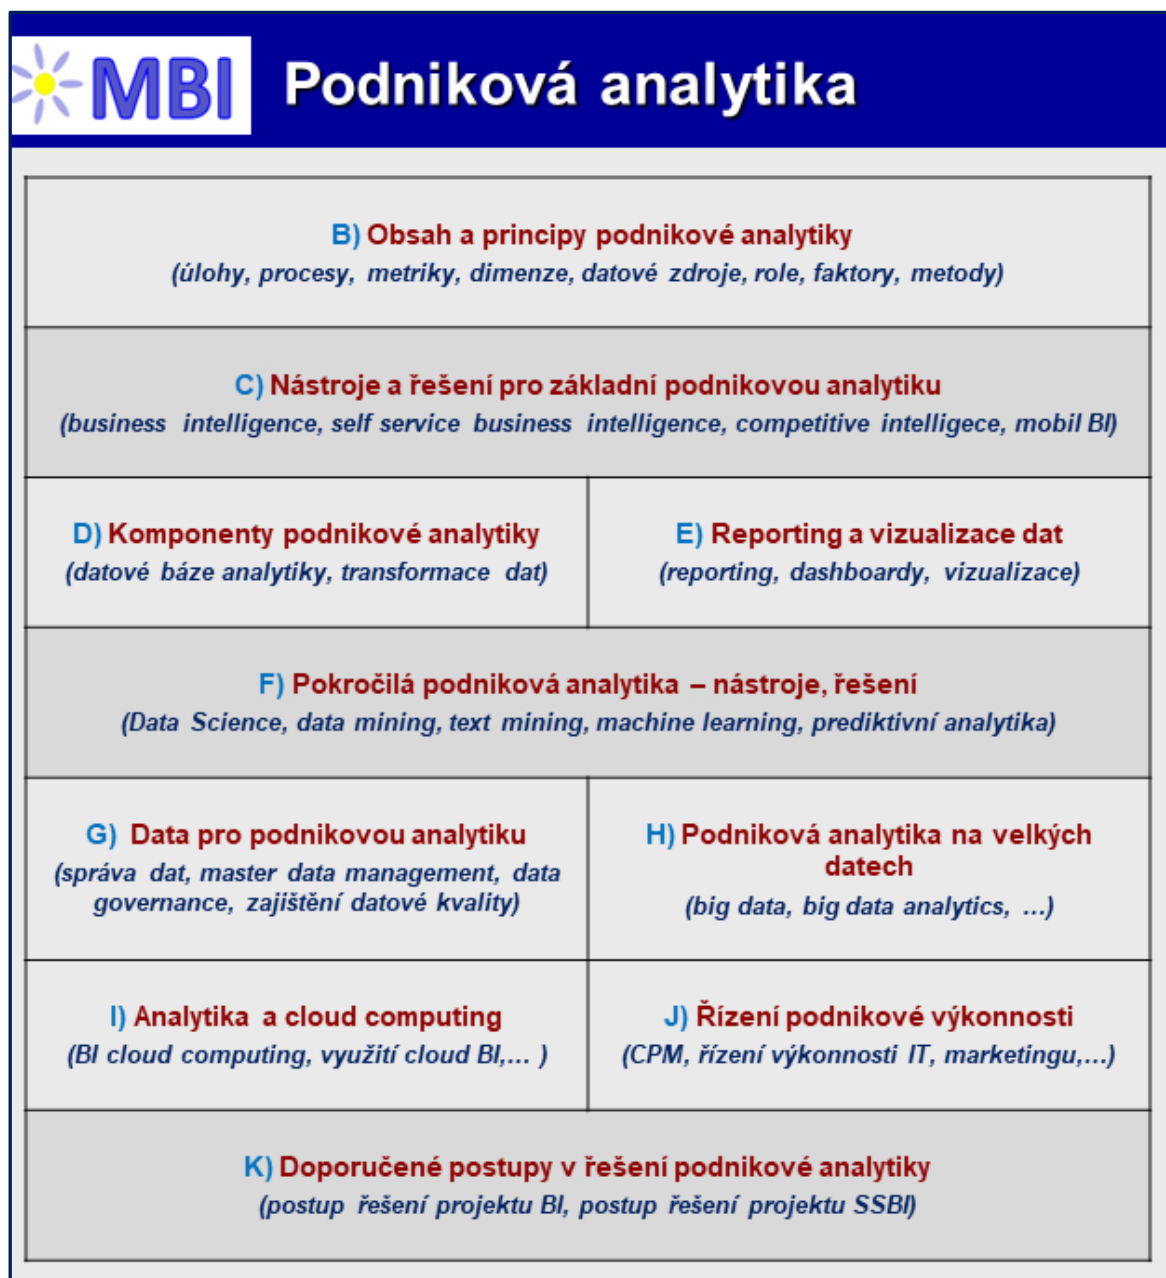 MBI
Podniková analytika
B) Obsah a principy podnikové analytiky
(úlohy, procesy, metriky, dimenze, datové zdroje, role, faktory, metody)
C) Nástroje a řešení pro základní podnikovou analytiku
(business intelligence, self service business intelligence, competitive intelligece, mobil BI)
D) Komponenty podnikové analytiky
(datové báze analytiky, transformace dat)
E) Reporting a vizualizace dat
(reporting, dashboardy, vizualizace)
F) Pokročilá podniková analytika – nástroje, řešení
(Data Science, data mining, text mining, machine learning, prediktivní analytika)
G) Data pro podnikovou analytiku
(správa dat, master data management, data
governance, zajištění datové kvality)
H) Podniková analytika na velkých
datech
(big data, big data analytics, …)
I) Analytika a cloud computing
(BI cloud computing, využití cloud BI,… )
J) Řízení podnikové výkonnosti
(CPM, řízení výkonnosti IT, marketingu,…)
K) Doporučené postupy v řešení podnikové analytiky
(postup řešení projektu BI, postup řešení projektu SSBI)